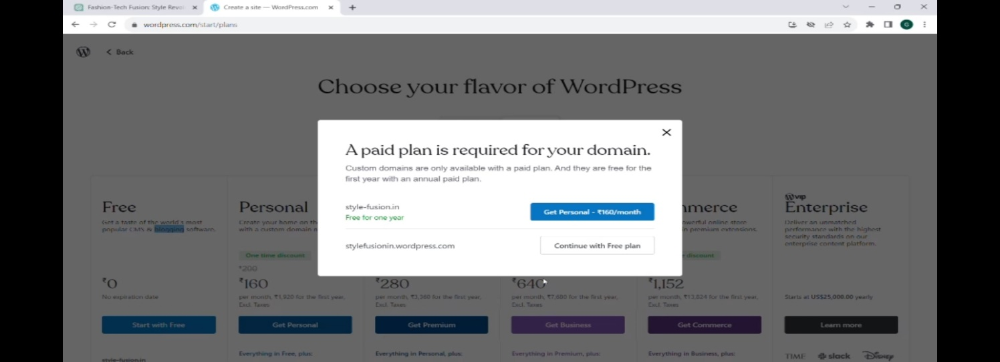 Fashion-Tech Fusion: Style Revo
Create a site — WordPress.com
wordpress.com/start/plans
G
Back
Choose your flavor of WordPress
A paid plan is required for your domain.
Custom domains are only available with a paid plan. And they are free for the
first year with an annual paid plan.
style-fusion.in
Free for one year
Get Personal - ₹160/month
stylefusionin.wordpress.com
Continue with Free plan
Free
Get a taste of the world's most
popular CMS & blogging software.
₹0
No expiration date
Start with Free
style-fusion.in
Personal
Create your home on th
with a custom domain n
One time discount
₹200
₹160
per month, ₹1,920 for the first year,
Excl. Taxes
Get Personal
Everything in Free, plus:
₹280
per month, ₹3,360 for the first year,
Excl. Taxes
Get Premium
Everything in Personal, plus:
₹640
per month, ₹7,680 for the first year,
Excl. Taxes
Get Business
Everything in Premium, plus:
mmerce
owerful online store
n premium extensions.
e discount
₹1,152
per month, ₹13,824 for the first year,
Excl. Taxes
Get Commerce
Everything in Business, plus:
vip
Enterprise
Deliver an unmatched
performance with the highest
security standards on our
enterprise content platform.
Starts at US$25,000.00 yearly
Learn more
TIME slack Disney